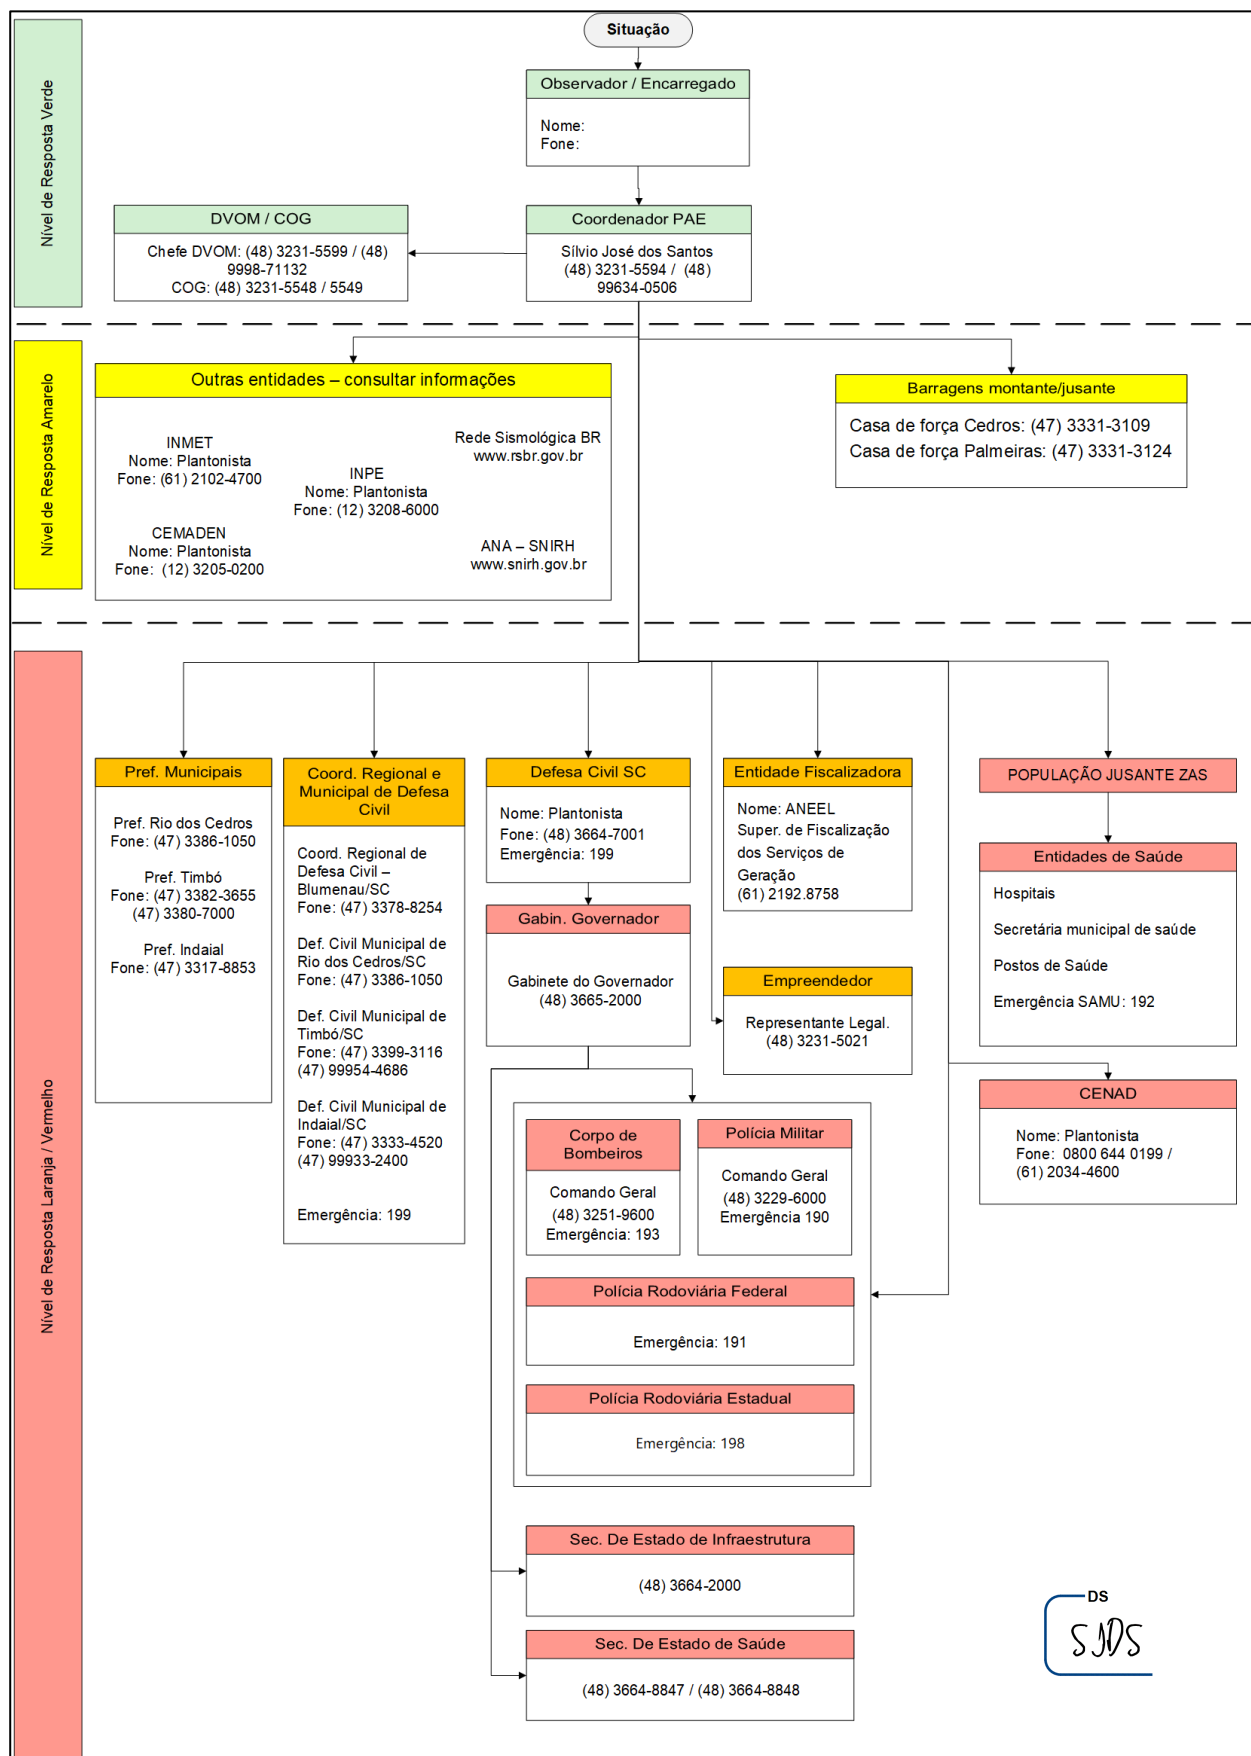 Situação
Nível de Resposta Verde
Observador / Encarregado
Nome:
Fone:
DVOM / COG
Chefe DVOM: (48) 3231-5599 / (48)
9998-71132
COG: (48) 3231-5548 / 5549
Coordenador PAE
Sílvio José dos Santos
(48) 3231-5594 /  (48)
99634-0506
Nível de Resposta Amarelo
Outras entidades – consultar informações
INMET
Nome: Plantonista
Fone: (61) 2102-4700
CEMADEN
Nome: Plantonista
Fone:  (12) 3205-0200
INPE
Nome: Plantonista
Fone: (12) 3208-6000
Rede Sismológica BR
www.rsbr.gov.br
ANA – SNIRH
www.snirh.gov.br
Barragens montante/jusante
Casa de força Cedros: (47) 3331-3109
Casa de força Palmeiras: (47) 3331-3124
Nível de Resposta Laranja / Vermelho
Pref. Municipais
Pref. Rio dos Cedros
Fone: (47) 3386-1050
Pref. Timbó
Fone: (47) 3382-3655
(47) 3380-7000
Pref. Indaial
Fone: (47) 3317-8853
Coord. Regional e
Municipal de Defesa
Civil
Coord. Regional de
Defesa Civil –
Blumenau/SC
Fone: (47) 3378-8254
Def. Civil Municipal de
Rio dos Cedros/SC
Fone: (47) 3386-1050
Def. Civil Municipal de
Timbó/SC
Fone: (47) 3399-3116
(47) 99954-4686
Def. Civil Municipal de
Indaial/SC
Fone: (47) 3333-4520
(47) 99933-2400
Emergência: 199
Defesa Civil SC
Nome: Plantonista
Fone: (48) 3664-7001
Emergência: 199
Gabin. Governador
Gabinete do Governador
(48) 3665-2000
Entidade Fiscalizadora
Nome: ANEEL
Super. de Fiscalização
dos Serviços de
Geração
(61) 2192.8758
Empreendedor
Representante Legal.
(48) 3231-5021
POPULAÇÃO JUSANTE ZAS
Entidades de Saúde
Hospitais
Secretária municipal de saúde
Postos de Saúde
Emergência SAMU: 192
CENAD
Nome: Plantonista
Fone:  0800 644 0199 /
(61) 2034-4600
Corpo de
Bombeiros
Comando Geral
(48) 3251-9600
Emergência: 193
Polícia Militar
Comando Geral
(48) 3229-6000
Emergência 190
Polícia Rodoviária Federal
Emergência: 191
Polícia Rodoviária Estadual
Emergência: 198
Sec. De Estado de Infraestrutura
(48) 3664-2000
Sec. De Estado de Saúde
(48) 3664-8847 / (48) 3664-8848
DS
SJDS